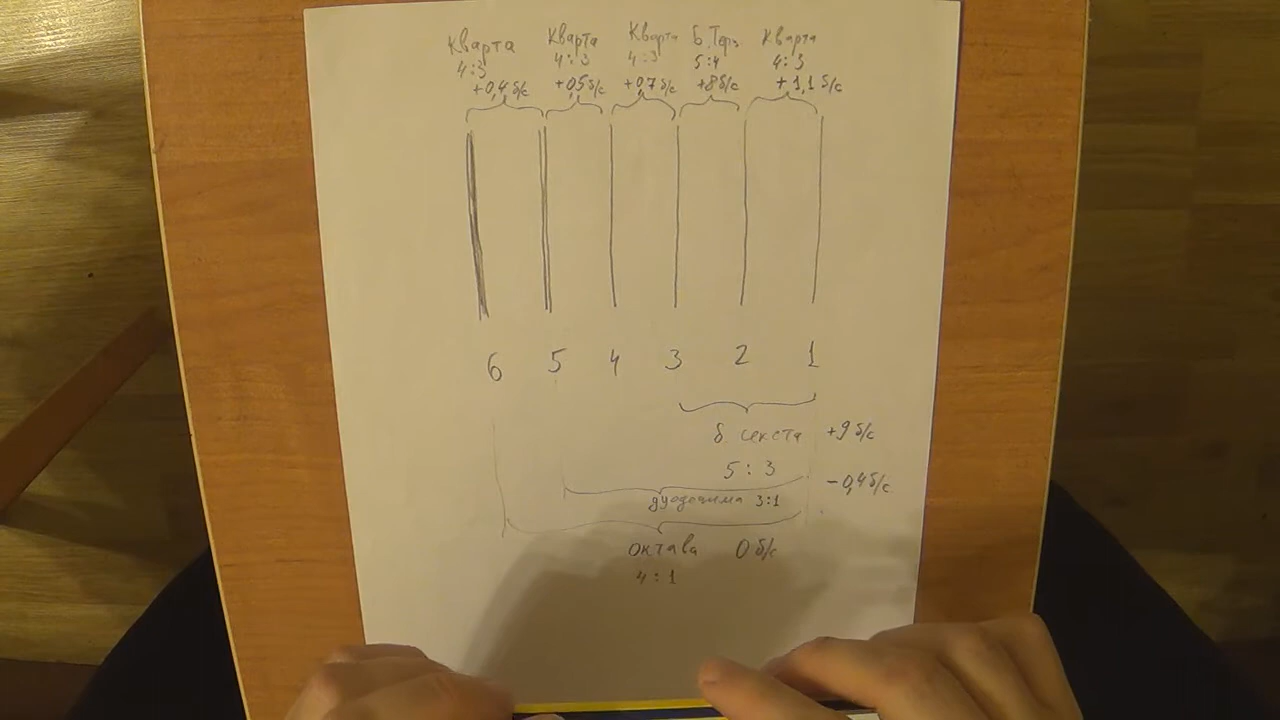 Кварта Кварта Кварта Б. Терц Кварта
4:3 4:3 4:3 5:4 4:3
+0,4 б/с +0,5 б/с +0,7 б/с +8 б/с +1,1 б/с
6 5 4 3 2 1
б. секста +9 б/с
5:3
-0,4 б/с
дуодецима 3:1
октава 0 б/с
4:1